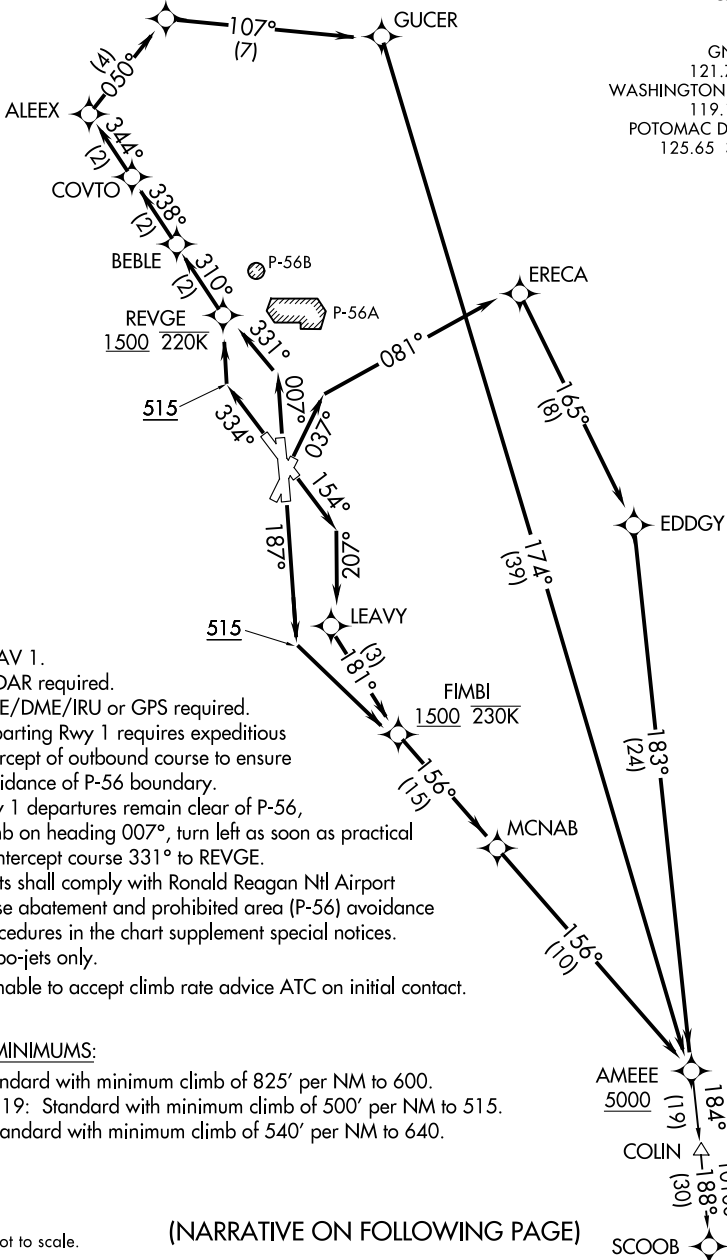 107°
(7)
GUCER
(4)
050°
GN
121.
WASHINGTON
119.
POTOMAC D
125.65
ALEEX
344°
(2)
COVTO
338°
(2)
BEBLE
310°
(2)
P-56B
P-56A
ERECA
REVGE
1500 220K
331°
081°
007°
037°
165°
(8)
515
334°
154°
187°
207°
174°
(39)
EDDGY
515
LEAVY
(3)
181°
FIMBI
1500 230K
156°
(15)
183°
(24)
MCNAB
156°
(10)
AV 1.
DAR required.
E/DME/IRU or GPS required.
parting Rwy 1 requires expeditious
ercept of outbound course to ensure
idance of P-56 boundary.
y 1 departures remain clear of P-56,
mb on heading 007°, turn left as soon as practical
ntercept course 331° to REVGE.
ts shall comply with Ronald Reagan Ntl Airport
se abatement and prohibited area (P-56) avoidance
cedures in the chart supplement special notices.
bo-jets only.
nable to accept climb rate advice ATC on initial contact.
MINIMUMS:
ndard with minimum climb of 825' per NM to 600.
19: Standard with minimum climb of 500' per NM to 515.
tandard with minimum climb of 540' per NM to 640.
AMEEE
5000
184°
(19)
COLIN
188°
(30)
SCOOB
ot to scale.
(NARRATIVE ON FOLLOWING PAGE)